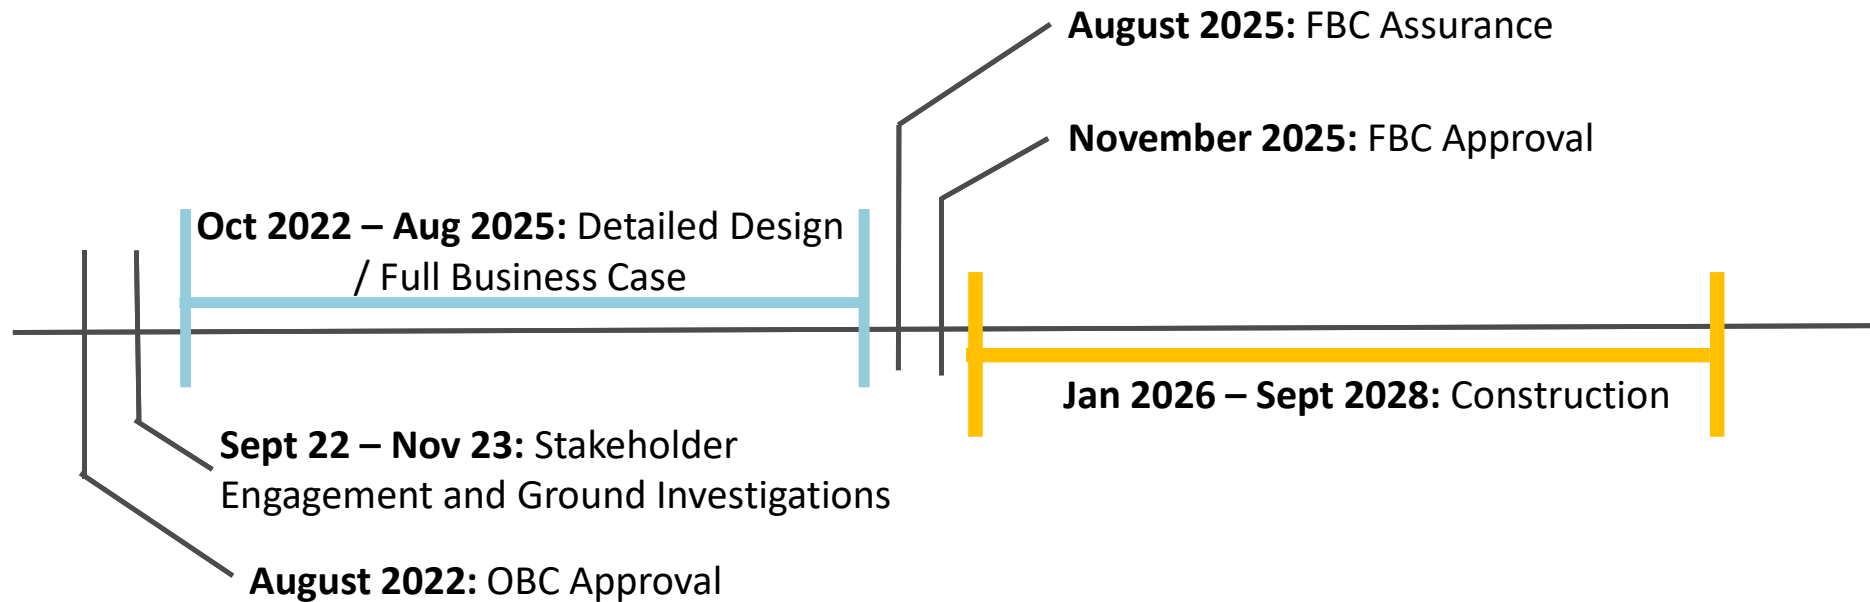 August 2025: FBC Assurance
November 2025: FBC Approval
Oct 2022 – Aug 2025: Detailed Design
/ Full Business Case
Jan 2026 – Sept 2028: Construction
Sept 22 – Nov 23: Stakeholder
Engagement and Ground Investigations
August 2022: OBC Approval